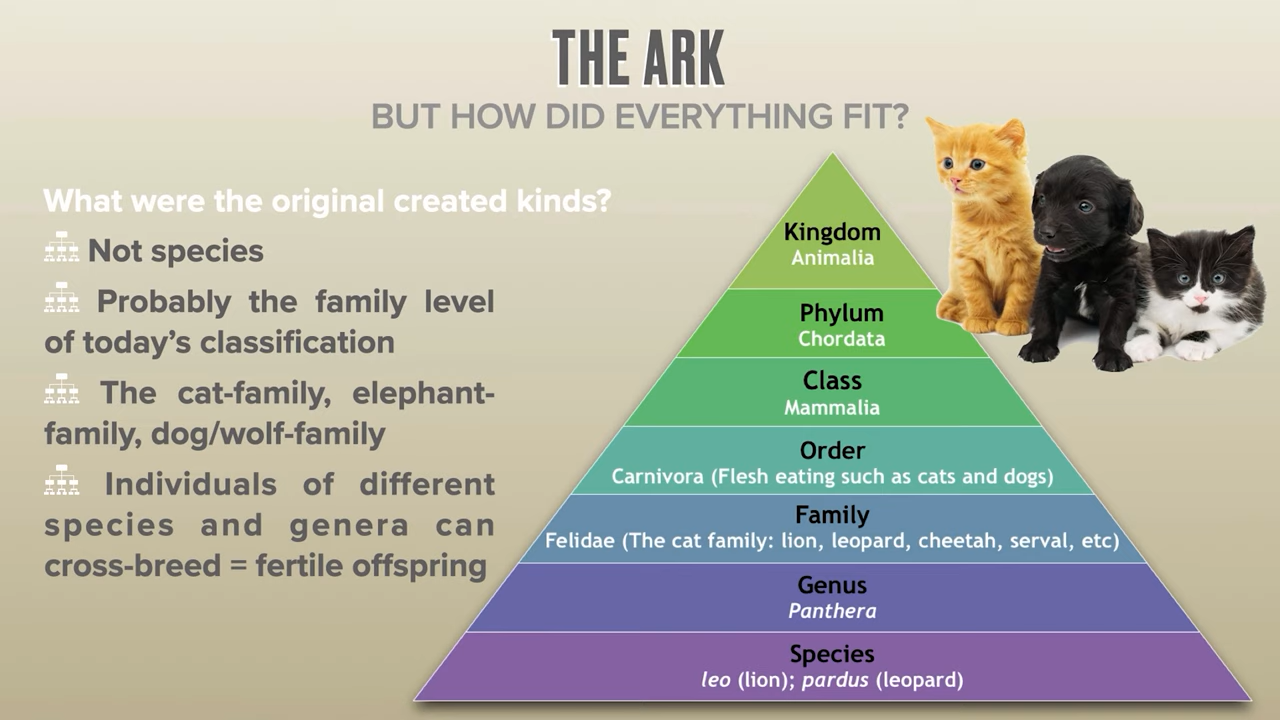 THE ARK
BUT HOW DID EVERYTHING FIT?
What were the original created kinds?
Not species
Probably the family level
of today's classification
The cat-family, elephant-
family, dog/wolf-family
Individuals of different
species and genera can
cross-breed = fertile offspring
Kingdom
Animalia
Phylum
Chordata
Class
Mammalia
Order
Carnivora (Flesh eating such as cats and dogs)
Family
Felidae (The cat family: lion, leopard, cheetah, serval, etc)
Genus
Panthera
Species
leo (lion); pardus (leopard)